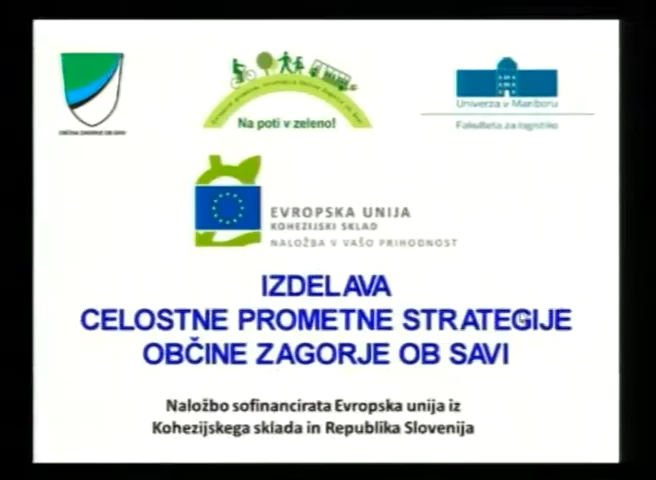 OBČINA ZAGORJE OB SAVI
Na poti v zeleno!
Univerza v Mariboru
Fakulteta za logistiko
EVROPSKA UNIJA
KOHEZIJSKI SKLAD
NALOŽBA V VAŠO PRIHODNOST
IZDELAVA
CELOSTNE PROMETNE STRATEGIJE
OBČINE ZAGORJE OB SAVI
Naložbo sofinancirata Evropska unija iz
Kohezijskega sklada in Republika Slovenija